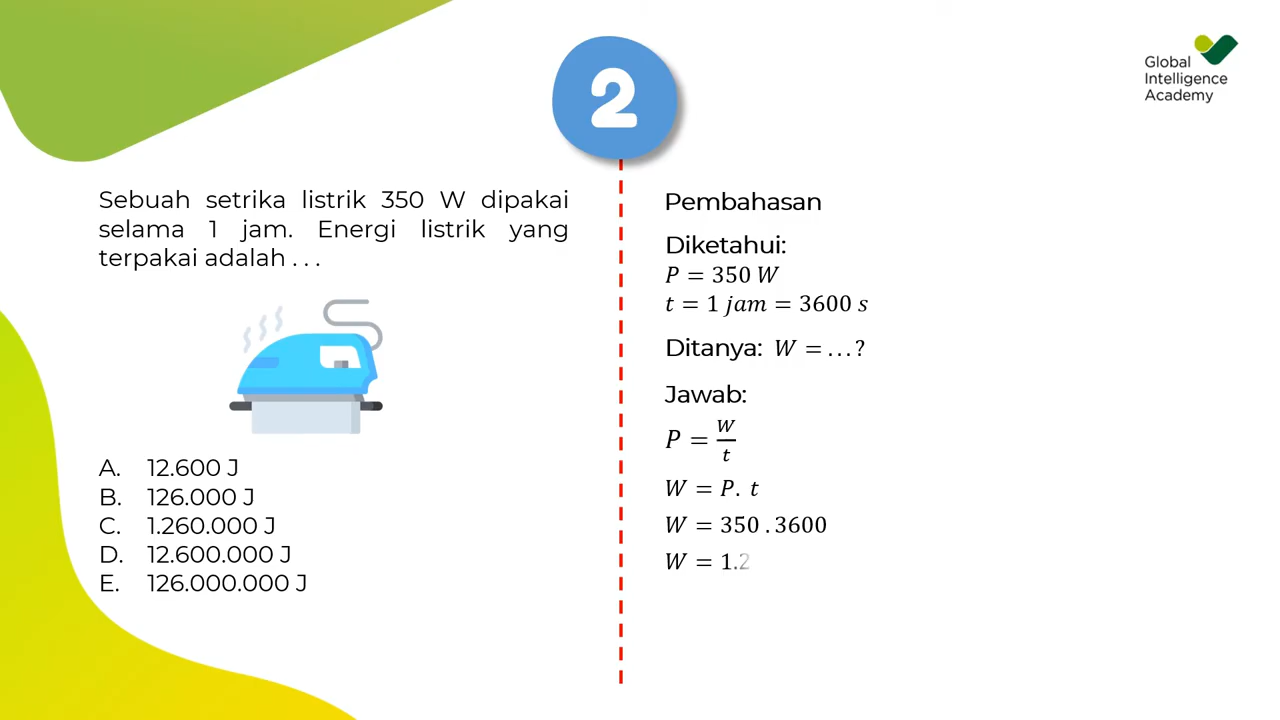 2
Global
Intelligence
Academy
Sebuah setrika listrik 350 W dipakai
selama 1 jam. Energi listrik yang
terpakai adalah . . .
A. 12.600 J
B. 126.000 J
C. 1.260.000 J
D. 12.600.000 J
E. 126.000.000 J
Pembahasan
Diketahui:
P = 350 W
t = 1 jam = 3600 s
Ditanya: W = . . . ?
Jawab:
P = W/t
W = P. t
W = 350 . 3600
W = 1.2